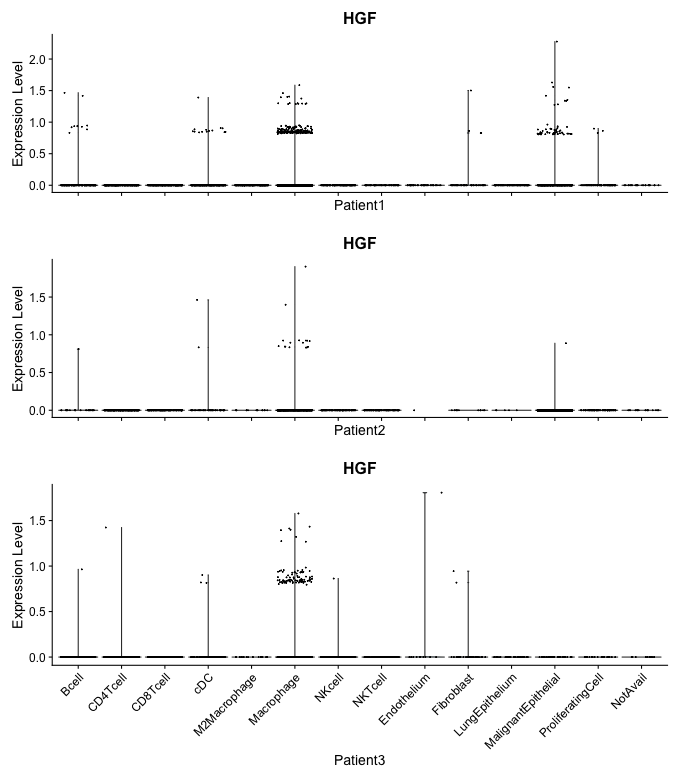 HGF
Expression Level
2.0
1.5
1.0
0.5
0.0
Patient1
HGF
Expression Level
1.5
1.0
0.5
0.0
Patient2
HGF
Expression Level
1.5
1.0
0.5
0.0
Bcell
CD4Tcell
CD8Tcell
cDC
M2Macrophage
Macrophage
NKcell
NKTcell
Endothelium
Fibroblast
LungEpithelium
MalignantEpithelial
ProliferatingCell
NotAvail
Patient3